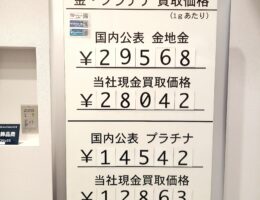 金・プラチナ 買取価格
(1gあたり)
国内公表 金地金
¥29568
当社現金買取価格
¥28042
国内公表 プラチナ
¥14542
当社現金買取価格
¥12863